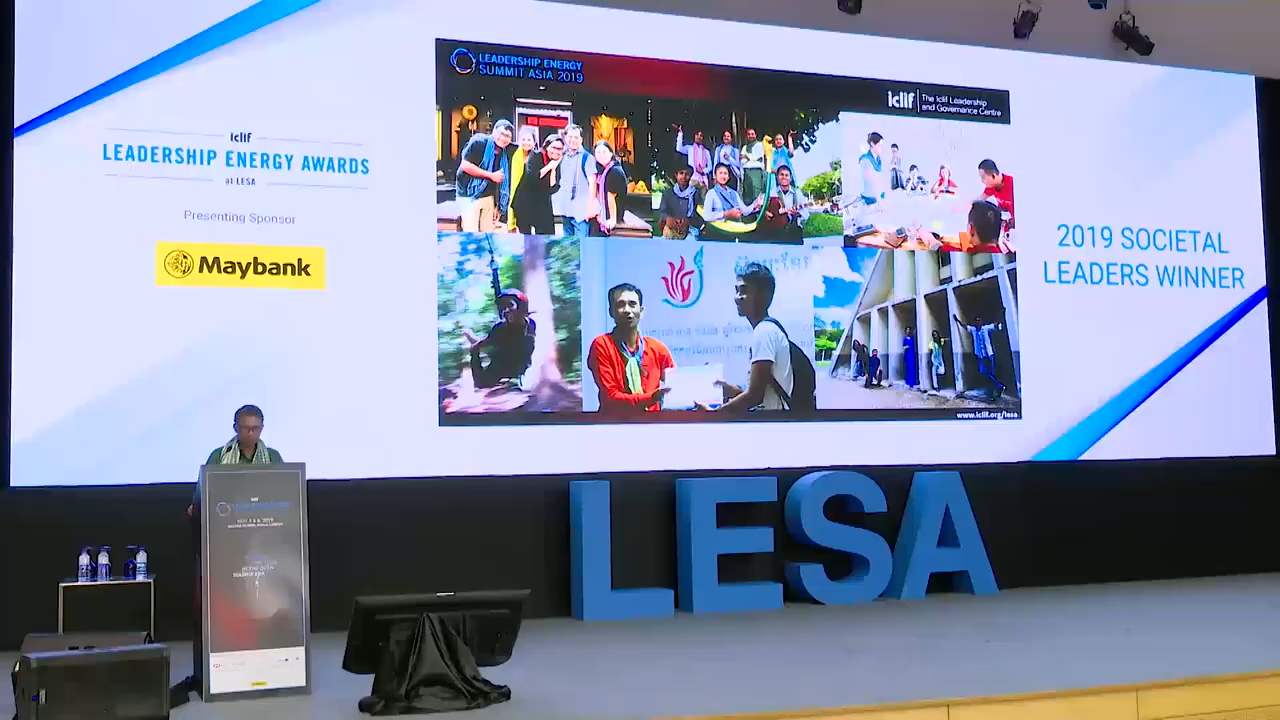 iclif
LEADERSHIP ENERGY AWARDS
at LESA
Presenting Sponsor
Maybank
LEADERSHIP ENERGY
SUMMIT ASIA 2019
iclif
The Iclif Leadership
and Governance Centre
www.iclif.org/lesa
2019 SOCIETAL
LEADERS WINNER
LESA
iclif